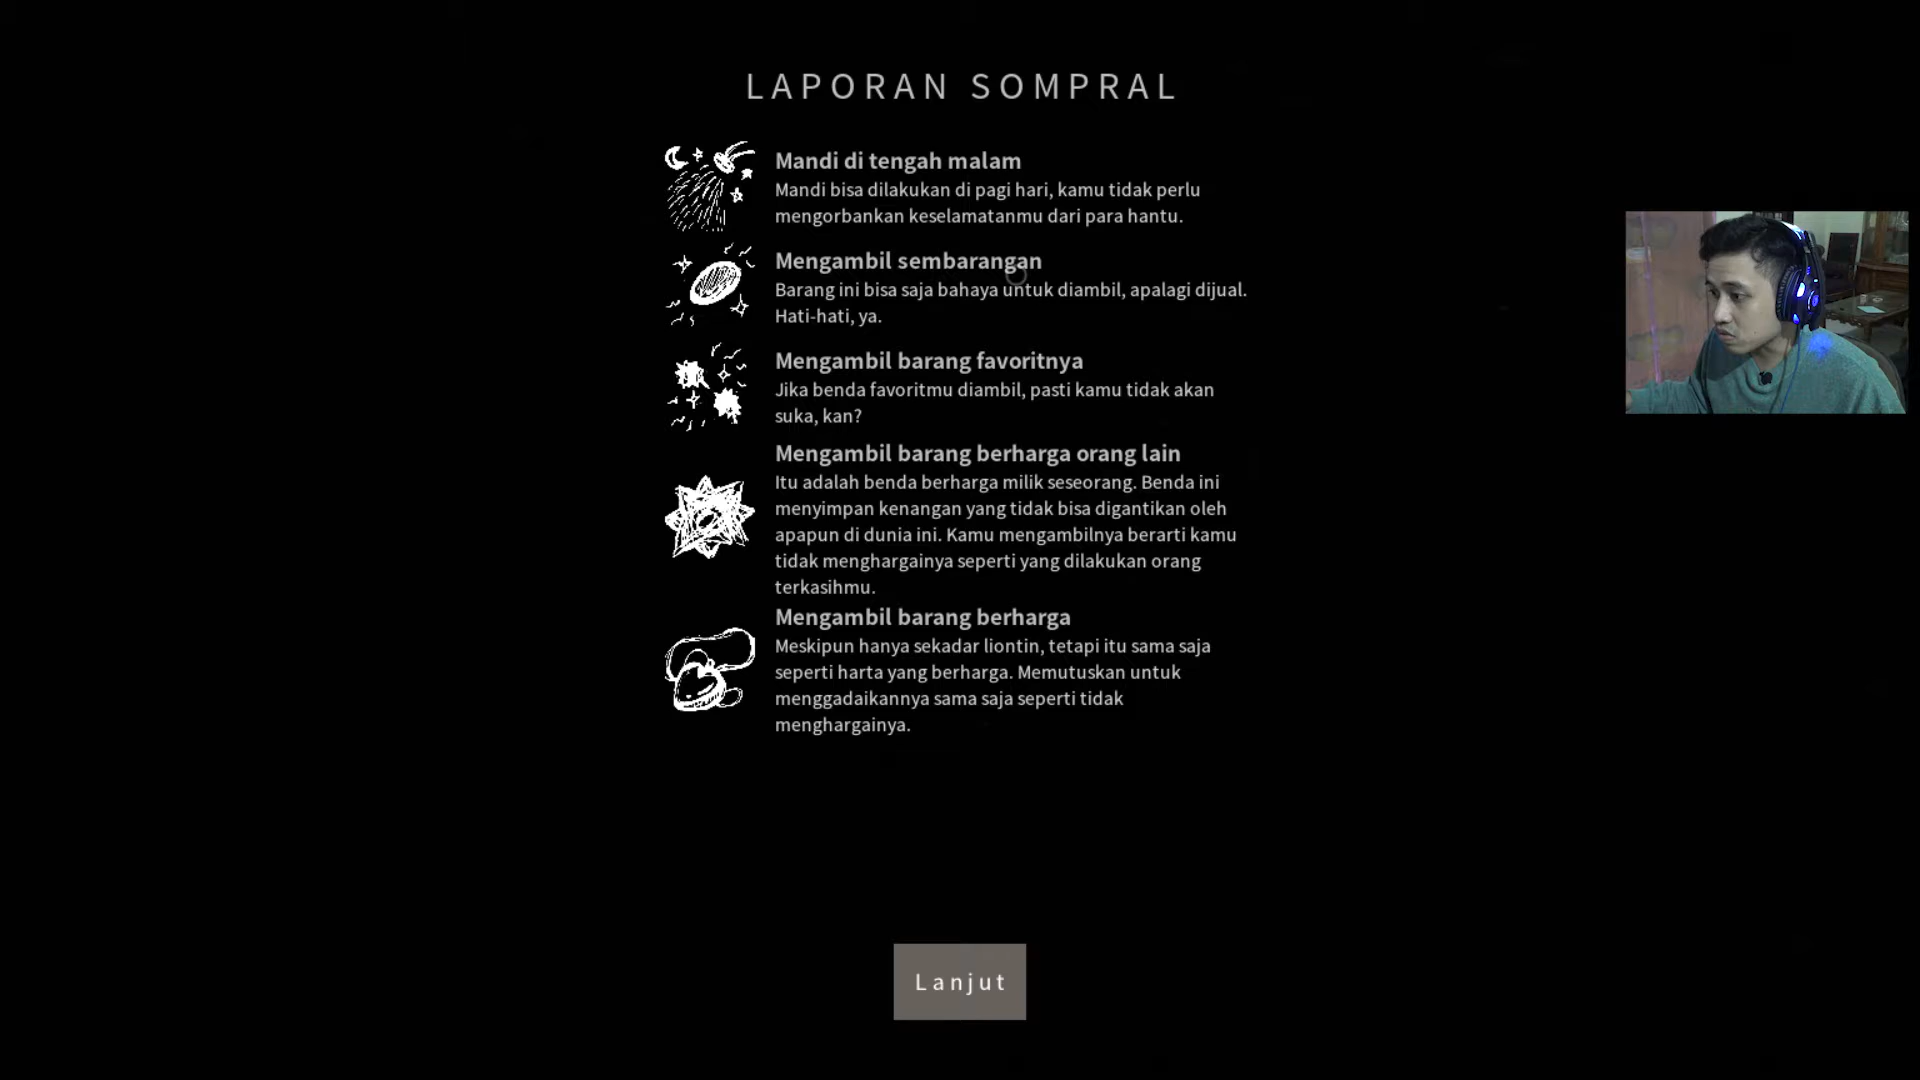 LAPORAN SOMPRAL
Mandi di tengah malam
Mandi bisa dilakukan di pagi hari, kamu tidak perlu
mengorbankan keselamatanmu dari para hantu.
Mengambil sembarangan
Barang ini bisa saja bahaya untuk diambil, apalagi dijual.
Hati-hati, ya.
Mengambil barang favoritnya
Jika benda favoritmu diambil, pasti kamu tidak akan
suka, kan?
Mengambil barang berharga orang lain
Itu adalah benda berharga milik seseorang. Benda ini
menyimpan kenangan yang tidak bisa digantikan oleh
apapun di dunia ini. Kamu mengambilnya berarti kamu
tidak menghargainya seperti yang dilakukan orang
terkasihmu.
Mengambil barang berharga
Meskipun hanya sekadar liontin, tetapi itu sama saja
seperti harta yang berharga. Memutuskan untuk
menggadaikannya sama saja seperti tidak
menghargainya.
Lanjut